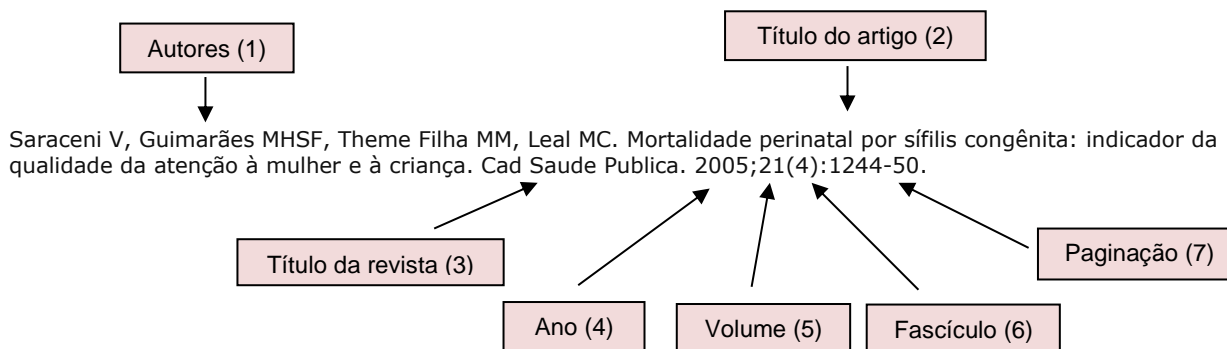 Autores (1)
Título do artigo (2)
Saraceni V, Guimarães MHSF, Theme Filha MM, Leal MC. Mortalidade perinatal por sífilis congênita: indicador da
qualidade da atenção à mulher e à criança. Cad Saude Publica. 2005;21(4):1244-50.
Título da revista (3)
Paginação (7)
Ano (4)
Volume (5)
Fascículo (6)